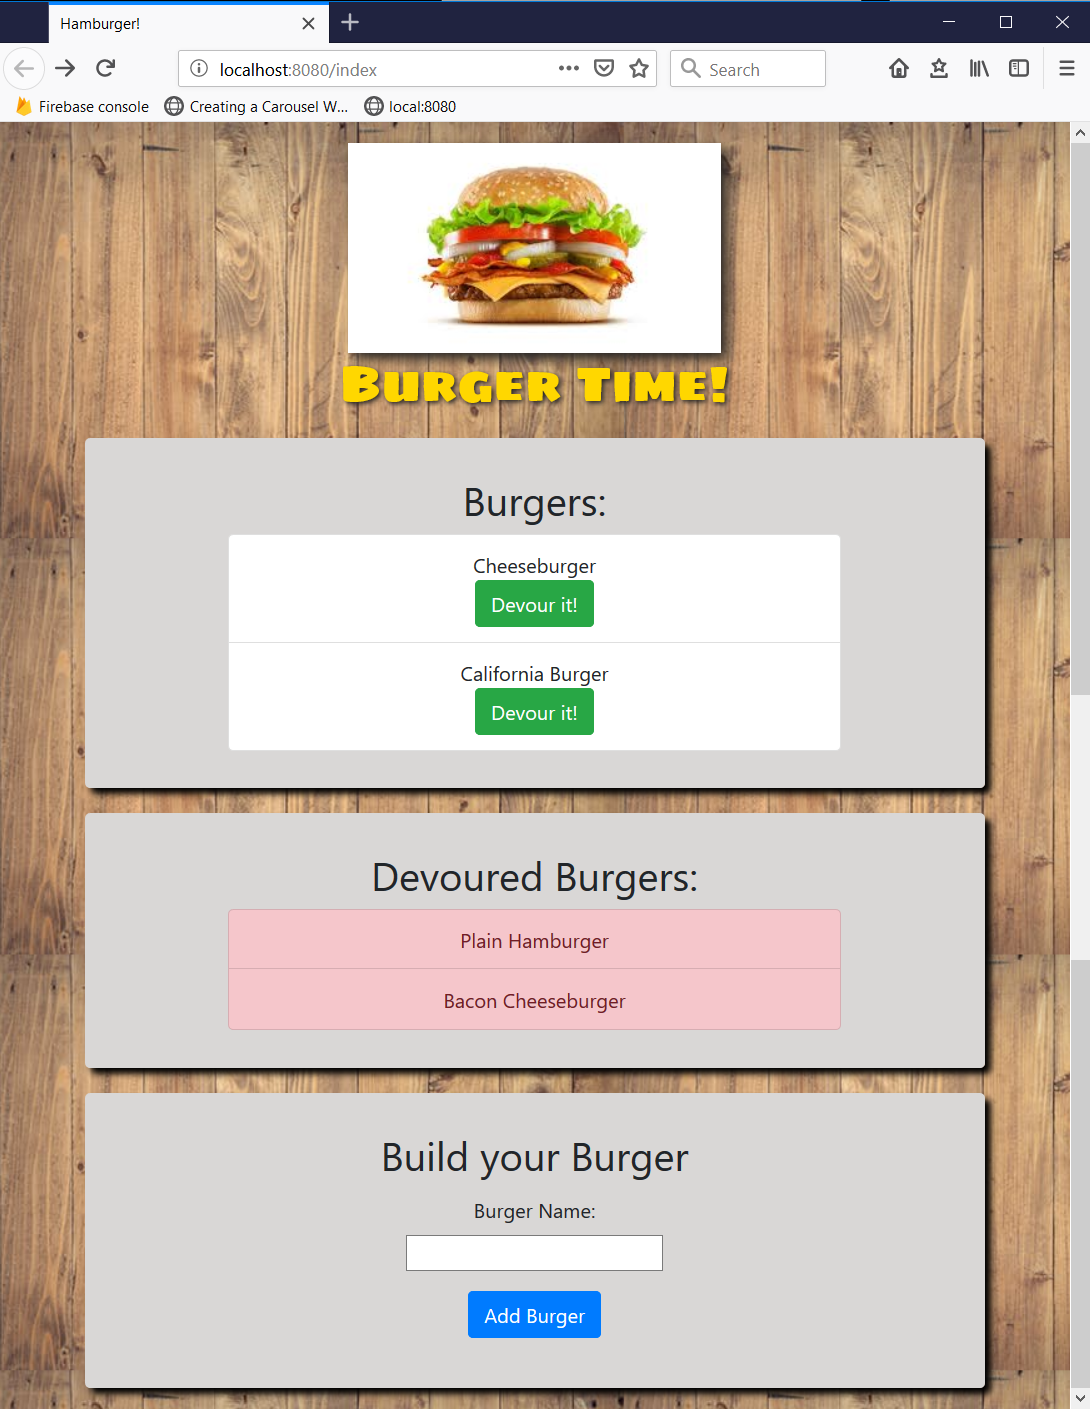 Hamburger!
localhost:8080/index
Search
Firebase console
Creating a Carousel W...
local:8080
Burger Time!
Burgers:
Cheeseburger
Devour it!
California Burger
Devour it!
Devoured Burgers:
Plain Hamburger
Bacon Cheeseburger
Build your Burger
Burger Name:
Add Burger